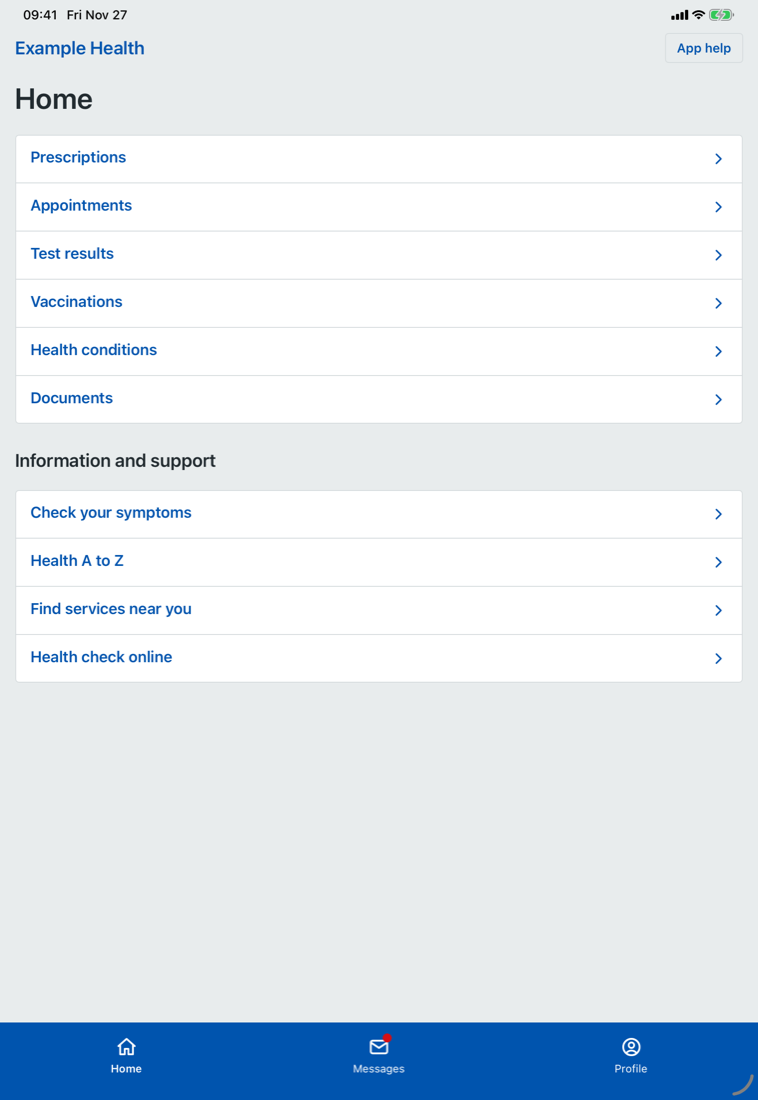 09:41 Fri Nov 27
Example Health
App help
Home
Prescriptions
Appointments
Test results
Vaccinations
Health conditions
Documents
Information and support
Check your symptoms
Health A to Z
Find services near you
Health check online
Home
Messages
Profile